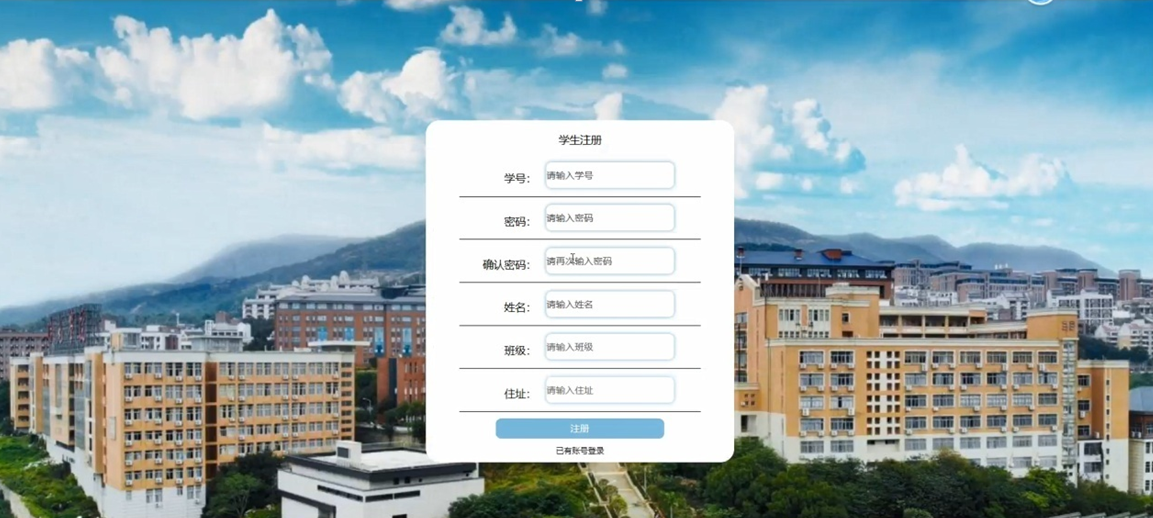 学生注册
学号： 请输入学号
密码： 请输入密码
确认密码： 请再次输入密码
姓名： 请输入姓名
班级： 请输入班级
住址： 请输入住址
注册
已有账号登录